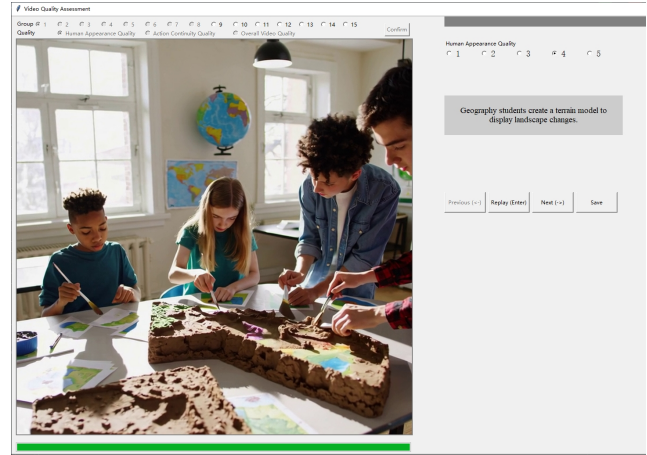 Video Quality Assessment
Group 1 2 3 4 5 6 7 8 9 10 11 12 13 14 15
Quality Human Appearance Quality Action Continuity Quality Overall Video Quality
Confirm
Human Appearance Quality
1 2 3 4 5
Geography students create a terrain model to
display landscape changes.
Previous (<-) Replay (Enter) Next (->) Save